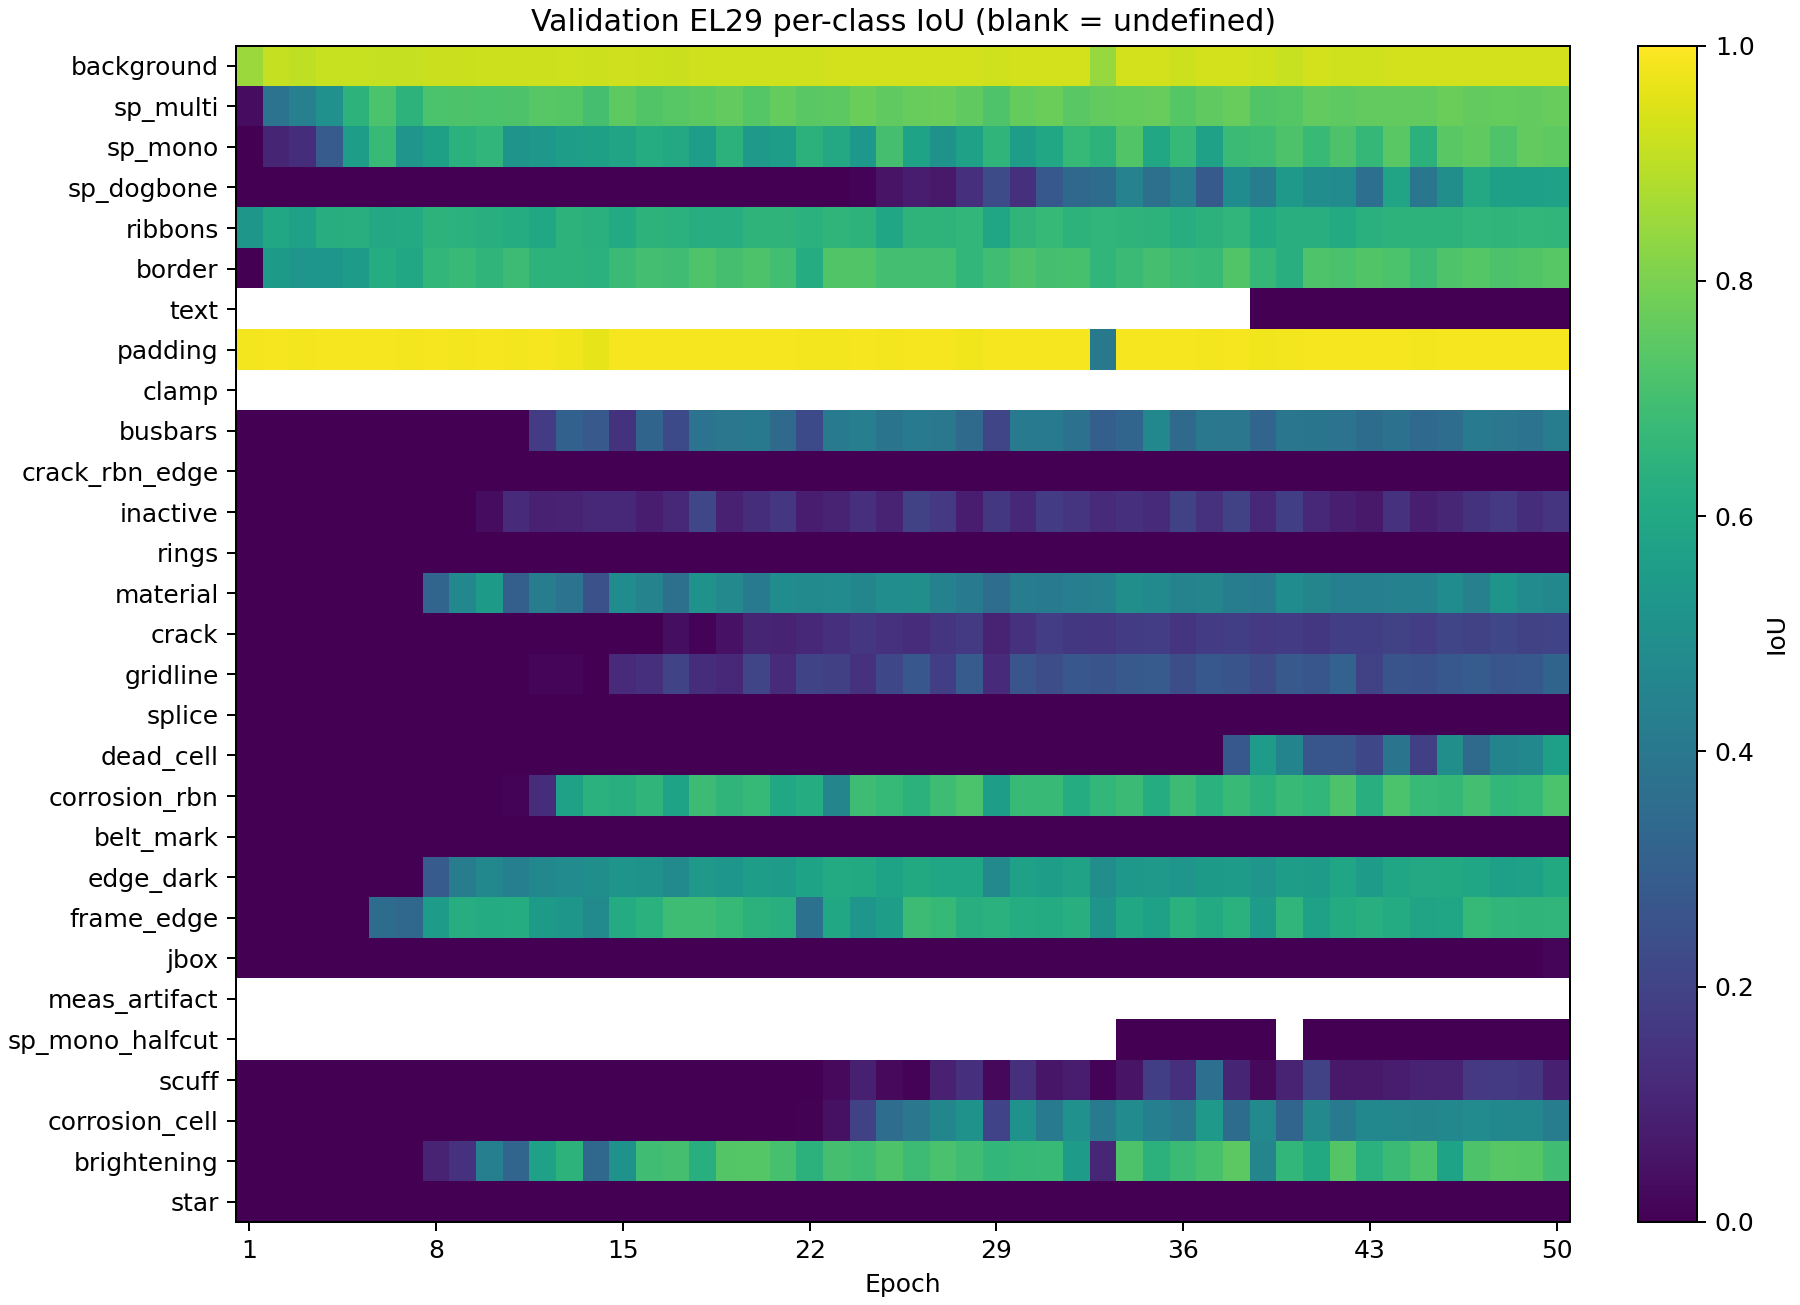 Validation EL29 per-class IoU (blank = undefined)
background
sp_multi
sp_mono
sp_dogbone
ribbons
border
text
padding
clamp
busbars
crack_rbn_edge
inactive
rings
material
crack
gridline
splice
dead_cell
corrosion_rbn
belt_mark
edge_dark
frame_edge
jbox
meas_artifact
sp_mono_halfcut
scuff
corrosion_cell
brightening
star
1 8 15 22 29 36 43 50
Epoch
1.0
0.8
0.6
0.4
0.2
0.0
IoU